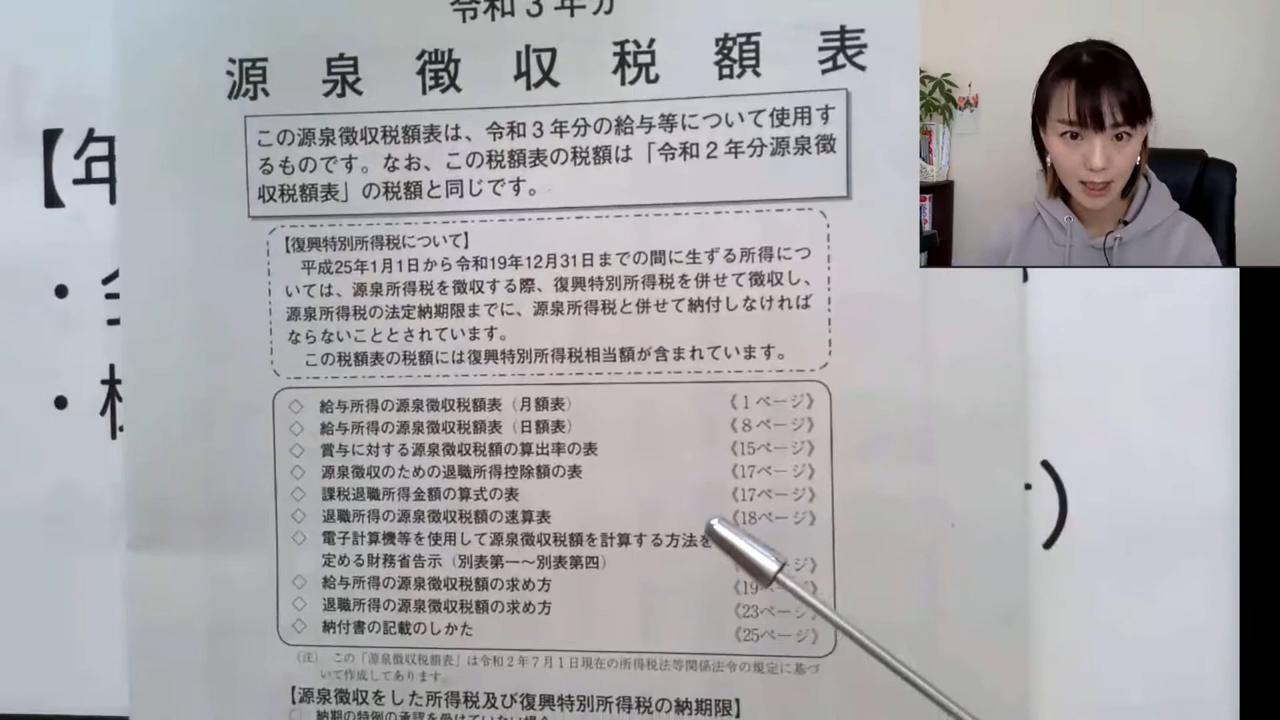 令和3年分
源泉徴収税額表
この源泉徴収税額表は、令和3年分の給与等について使用す
るものです。なお、この税額表の税額は「令和2年分源泉徴
収税額表」の税額と同じです。
【復興特別所得税について】
平成25年1月1日から令和19年12月31日までの間に生ずる所得につ
いては、源泉所得税を徴収する際、復興特別所得税を併せて徴収し、
源泉所得税の法定納期限までに、源泉所得税と併せて納付しなければ
ならないこととされています。
この税額表の税額には復興特別所得税相当額が含まれています。
◇ 給与所得の源泉徴収税額表（月額表） 《1ページ》
◇ 給与所得の源泉徴収税額表（日額表） 《8ページ》
◇ 賞与に対する源泉徴収税額の算出率の表 《15ページ》
◇ 源泉徴収のための退職所得控除額の表 《17ページ》
◇ 課税退職所得金額の算式の表 《17ページ》
◇ 退職所得の源泉徴収税額の速算表 《18ページ》
◇ 電子計算機等を使用して源泉徴収税額を計算する方法を
定める財務省告示（別表第一～別表第四）
◇ 給与所得の源泉徴収税額の求め方 《19ページ》
◇ 退職所得の源泉徴収税額の求め方 《23ページ》
◇ 納付書の記載のしかた 《25ページ》
（注） この「源泉徴収税額表」は令和2年7月1日現在の所得税法等関係法令の規定に基づ
いて作成してあります。
【源泉徴収をした所得税及び復興特別所得税の納期限】
納期の特例の承認を受けていない場合
【年
・
・
）